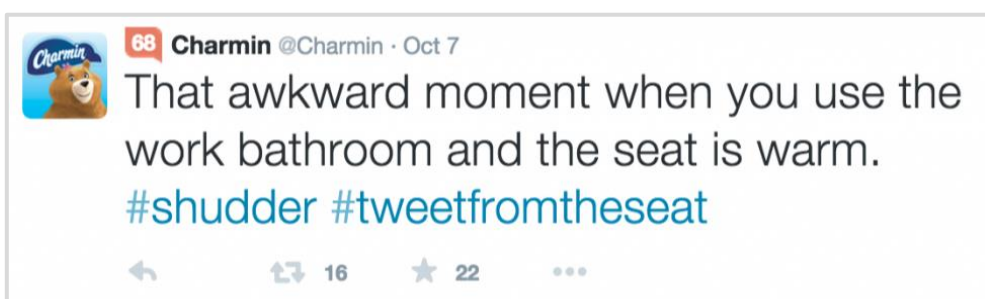 Charmin
68 Charmin @Charmin · Oct 7
That awkward moment when you use the
work bathroom and the seat is warm.
#shudder #tweetfromtheseat
16 22